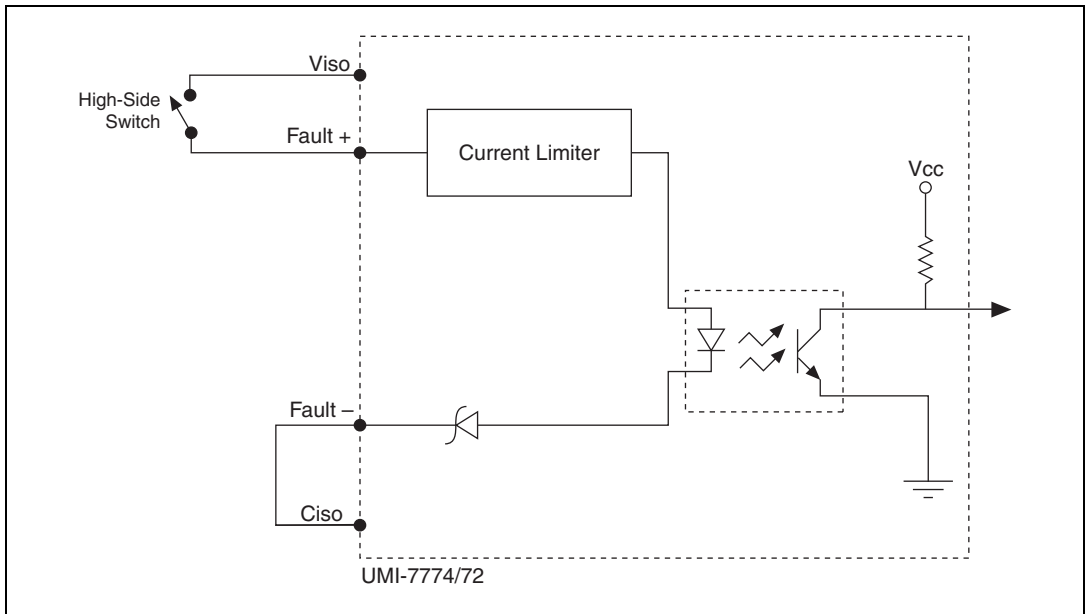 Viso
High-Side
Switch
Fault +
Current Limiter
Vcc
Fault –
Ciso
UMI-7774/72